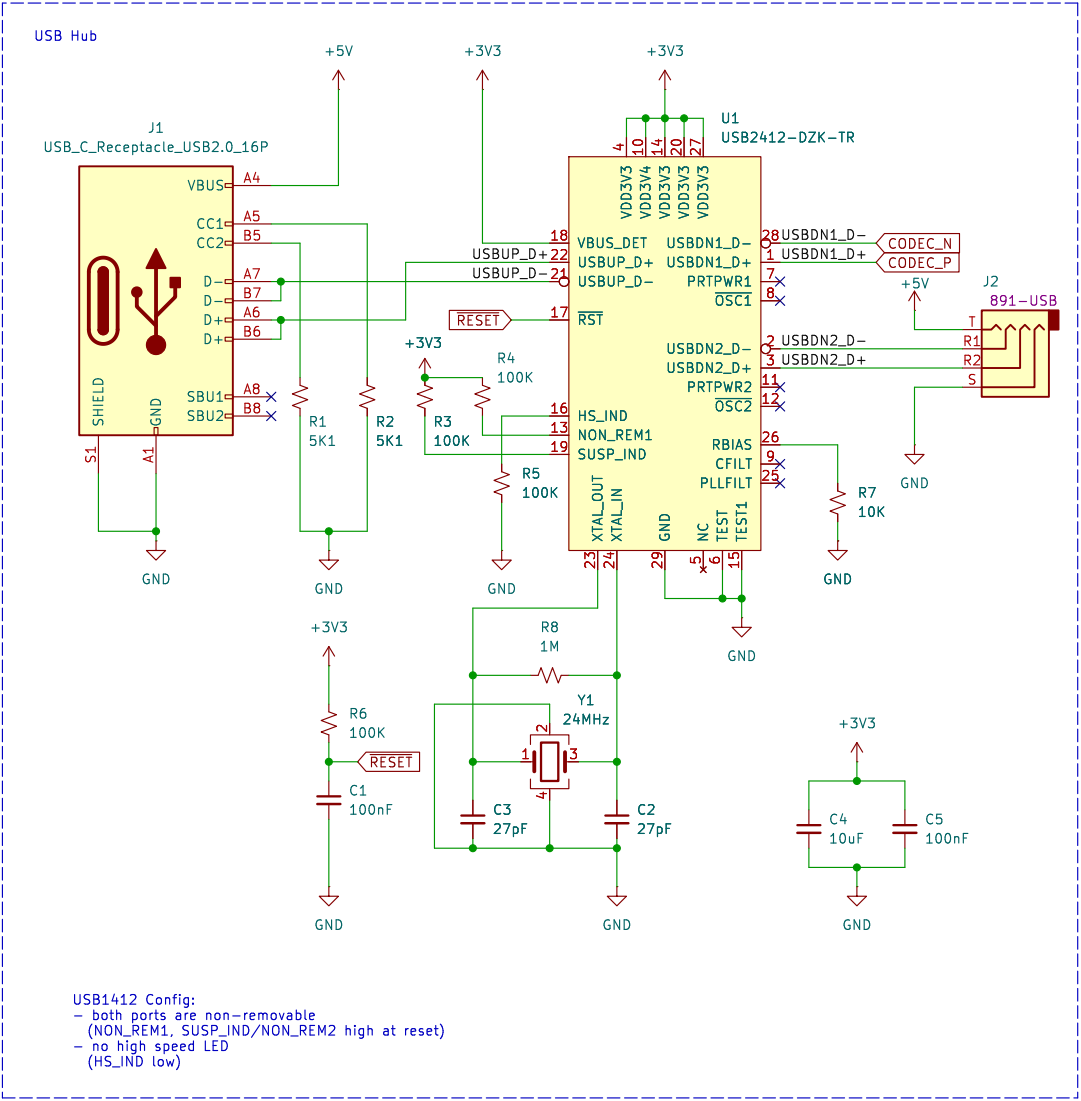 USB Hub
+5V
+3V3
+3V3
J1
USB_C_Receptacle_USB2.0_16P
VBUS
A4
CC1
A5
CC2
B5
D-
A7
D-
B7
D+
A6
D+
B6
SBU1
A8
SBU2
B8
SHIELD
GND
S1
A1
GND
R1
5K1
R2
5K1
GND
U1
USB2412-DZK-TR
4
10
14
20
27
VDD3V3
VDD3V4
VDD3V3
VDD3V3
VDD3V3
18
VBUS_DET
USBUP_D+
22
USBUP_D+
USBUP_D-
21
USBUP_D-
RESET
17
RST
+3V3
R4
100K
R3
100K
16
HS_IND
13
NON_REM1
19
SUSP_IND
R5
100K
GND
USBDN1_D-
28
USBDN1_D-
CODEC_N
USBDN1_D+
1
USBDN1_D+
CODEC_P
PRTPWR1
7
OSC1
8
USBDN2_D-
2
USBDN2_D-
USBDN2_D+
3
USBDN2_D+
PRTPWR2
11
OSC2
12
RBIAS
26
CFILT
9
PLLFILT
25
XTAL_OUT
XTAL_IN
GND
NC
TEST
TEST1
23
24
29
5
6
15
GND
+5V
J2
891-USB
T
R1
R2
S
GND
R7
10K
GND
+3V3
R6
100K
RESET
C1
100nF
GND
R8
1M
Y1
24MHz
1
2
3
4
C3
27pF
C2
27pF
GND
+3V3
C4
10uF
C5
100nF
GND
USB1412 Config:
- both ports are non-removable
(NON_REM1, SUSP_IND/NON_REM2 high at reset)
- no high speed LED
(HS_IND low)